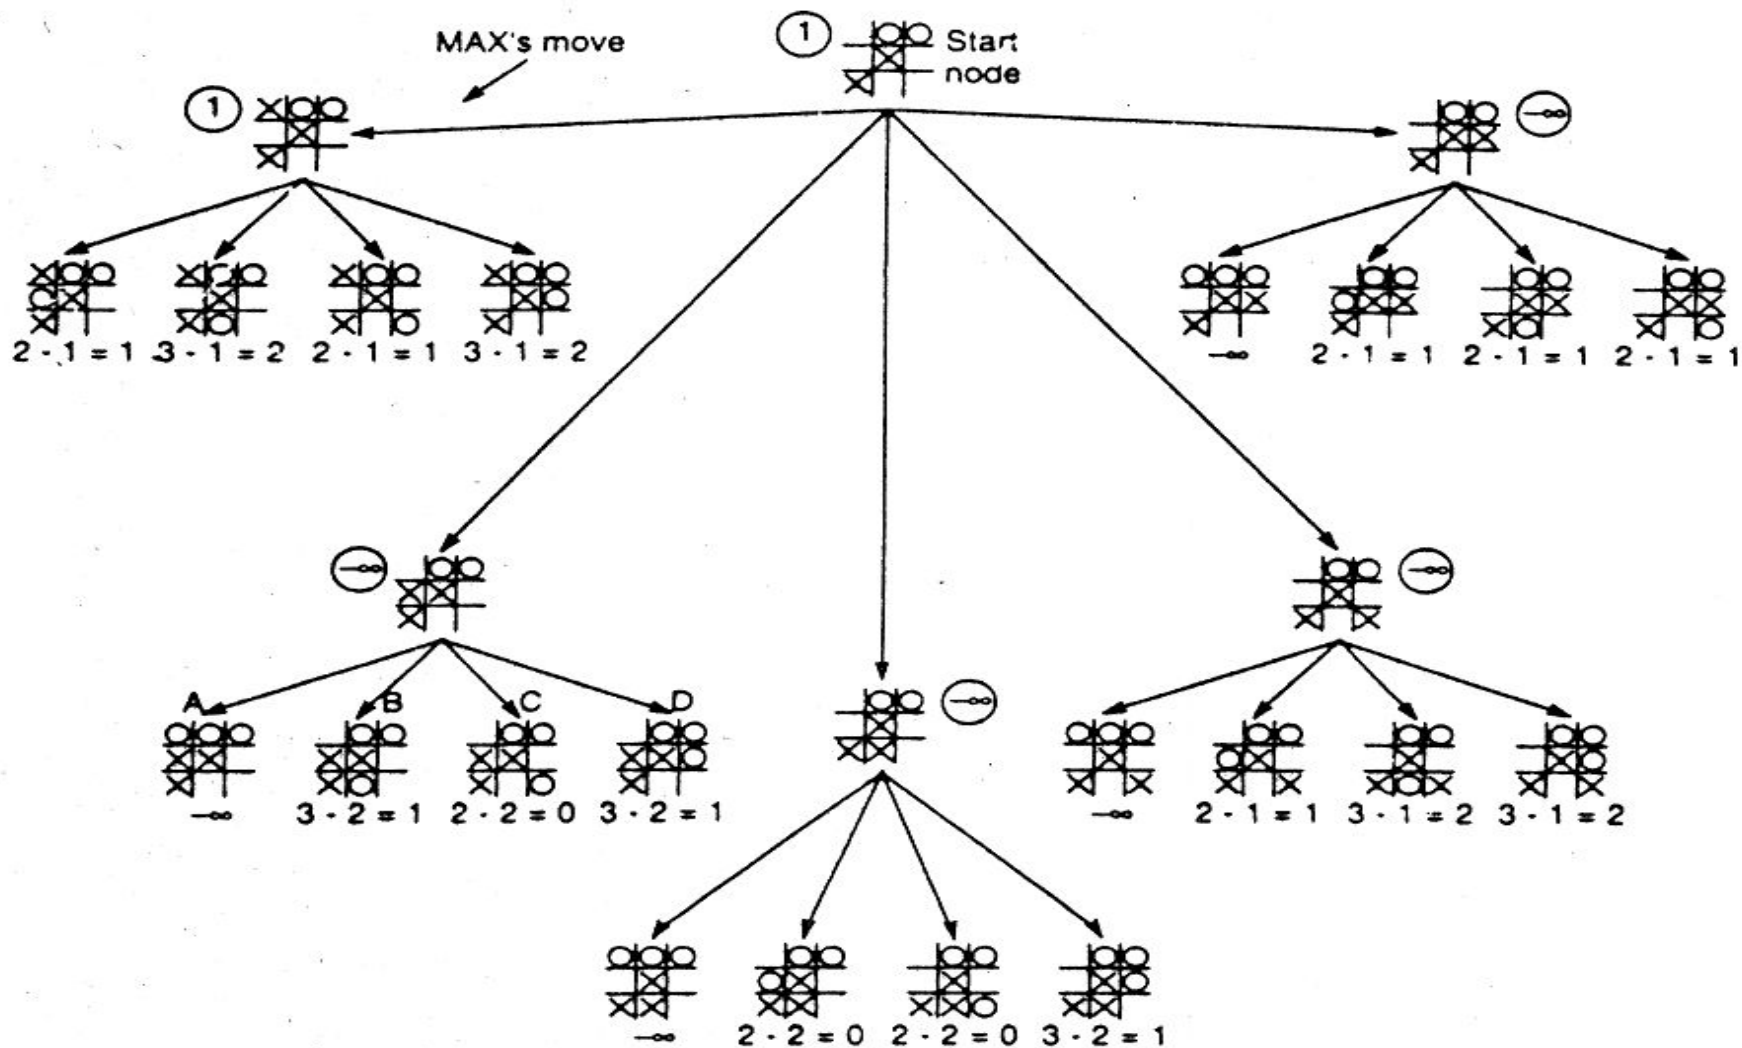 MAX's move
1
Start
node
1
-∞
2 - 1 = 1
3 - 1 = 2
2 - 1 = 1
3 - 1 = 2
-∞
2 - 1 = 1
2 - 1 = 1
2 - 1 = 1
-∞
-∞
A
B
C
D
-∞
-∞
3 - 2 = 1
2 - 2 = 0
3 - 2 = 1
-∞
2 - 1 = 1
3 - 1 = 2
3 - 1 = 2
-∞
2 - 2 = 0
2 - 2 = 0
3 - 2 = 1